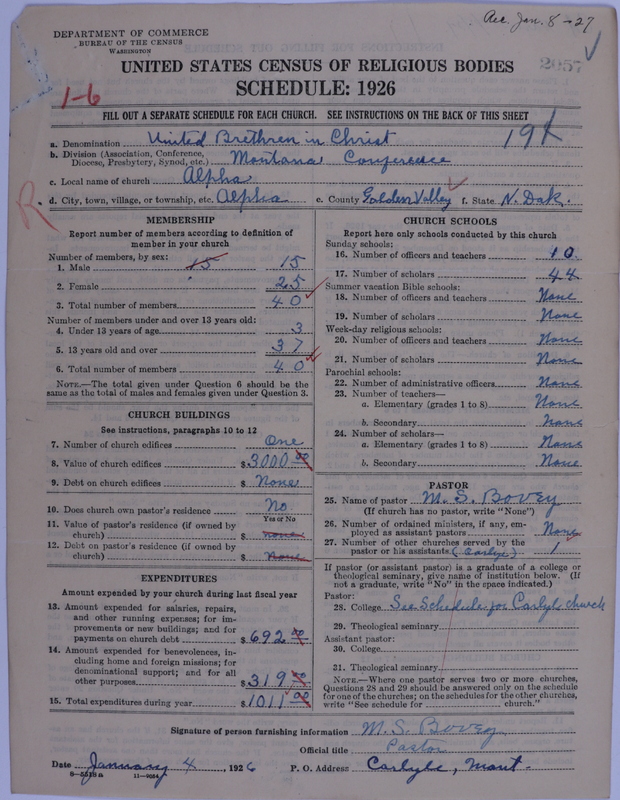 Rec. Jan. 8-27
DEPARTMENT OF COMMERCE
BUREAU OF THE CENSUS
WASHINGTON
UNITED STATES CENSUS OF RELIGIOUS BODIES
2057
SCHEDULE: 1926
1-6
FILL OUT A SEPARATE SCHEDULE FOR EACH CHURCH. SEE INSTRUCTIONS ON THE BACK OF THIS SHEET
a. Denomination United Brethren in Christ
b. Division (Association, Conference, Diocese, Presbytery, Synod, etc.) Montana Conference
c. Local name of church Alpha
R
d. City, town, village, or township, etc. Alpha e. County Golden Valley f. State N. Dak.
MEMBERSHIP
Report number of members according to definition of
member in your church
Number of members, by sex:
1. Male 15 15
2. Female 25
3. Total number of members 40
Number of members under and over 13 years old:
4. Under 13 years of age 3
5. 13 years old and over 37
6. Total number of members 40
NOTE.—The total given under Question 6 should be the
same as the total of males and females given under Question 3.
CHURCH BUILDINGS
See instructions, paragraphs 10 to 12
7. Number of church edifices One
8. Value of church edifices $3000.00
9. Debt on church edifices $ None
10. Does church own pastor's residence? No
Yes or No
11. Value of pastor's residence (if owned by
church) $ none
12. Debt on pastor's residence (if owned by
church) $ none
EXPENDITURES
Amount expended by your church during last fiscal year
13. Amount expended for salaries, repairs,
and other running expenses; for im-
provements or new buildings; and for
payments on church debt $ 692.00
14. Amount expended for benevolences, in-
cluding home and foreign missions; for
denominational support; and for all
other purposes $ 319.00
15. Total expenditures during year $ 1011.00
CHURCH SCHOOLS
Report here only schools conducted by this church
Sunday schools:
16. Number of officers and teachers 10
17. Number of scholars 44
Summer vacation Bible schools:
18. Number of officers and teachers None
19. Number of scholars None
Week-day religious schools:
20. Number of officers and teachers None
21. Number of scholars None
Parochial schools:
22. Number of administrative officers None
23. Number of teachers—
a. Elementary (grades 1 to 8) None
b. Secondary None
24. Number of scholars—
a. Elementary (grades 1 to 8) None
b. Secondary None
PASTOR
25. Name of pastor M. S. Bovey
(If church has no pastor, write "None")
26. Number of ordained ministers, if any, em-
ployed as assistant pastors None
27. Number of other churches served by the
pastor or his assistants (Carlyle) 1
If pastor (or assistant pastor) is a graduate of a college or
theological seminary, give name of institution below. (If
not a graduate, write "No" in the space indicated.)
Pastor:
28. College See Schedule for Carlyle church
29. Theological seminary
Assistant pastor:
30. College
31. Theological seminary
NOTE.—Where one pastor serves two or more churches,
Questions 28 and 29 should be answered only on the schedule
for one of the churches; on the schedules for the other churches,
write "See schedule for church."
Signature of person furnishing information M. S. Bovey
Official title Pastor
Date January 4, 1926 P. O. Address Carlyle, Mont.
8-5518a 11-9664